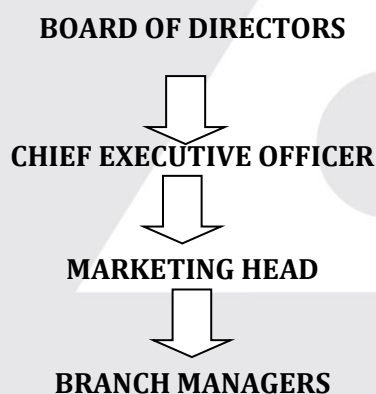 BOARD OF DIRECTORS
CHIEF EXECUTIVE OFFICER
MARKETING HEAD
BRANCH MANAGERS